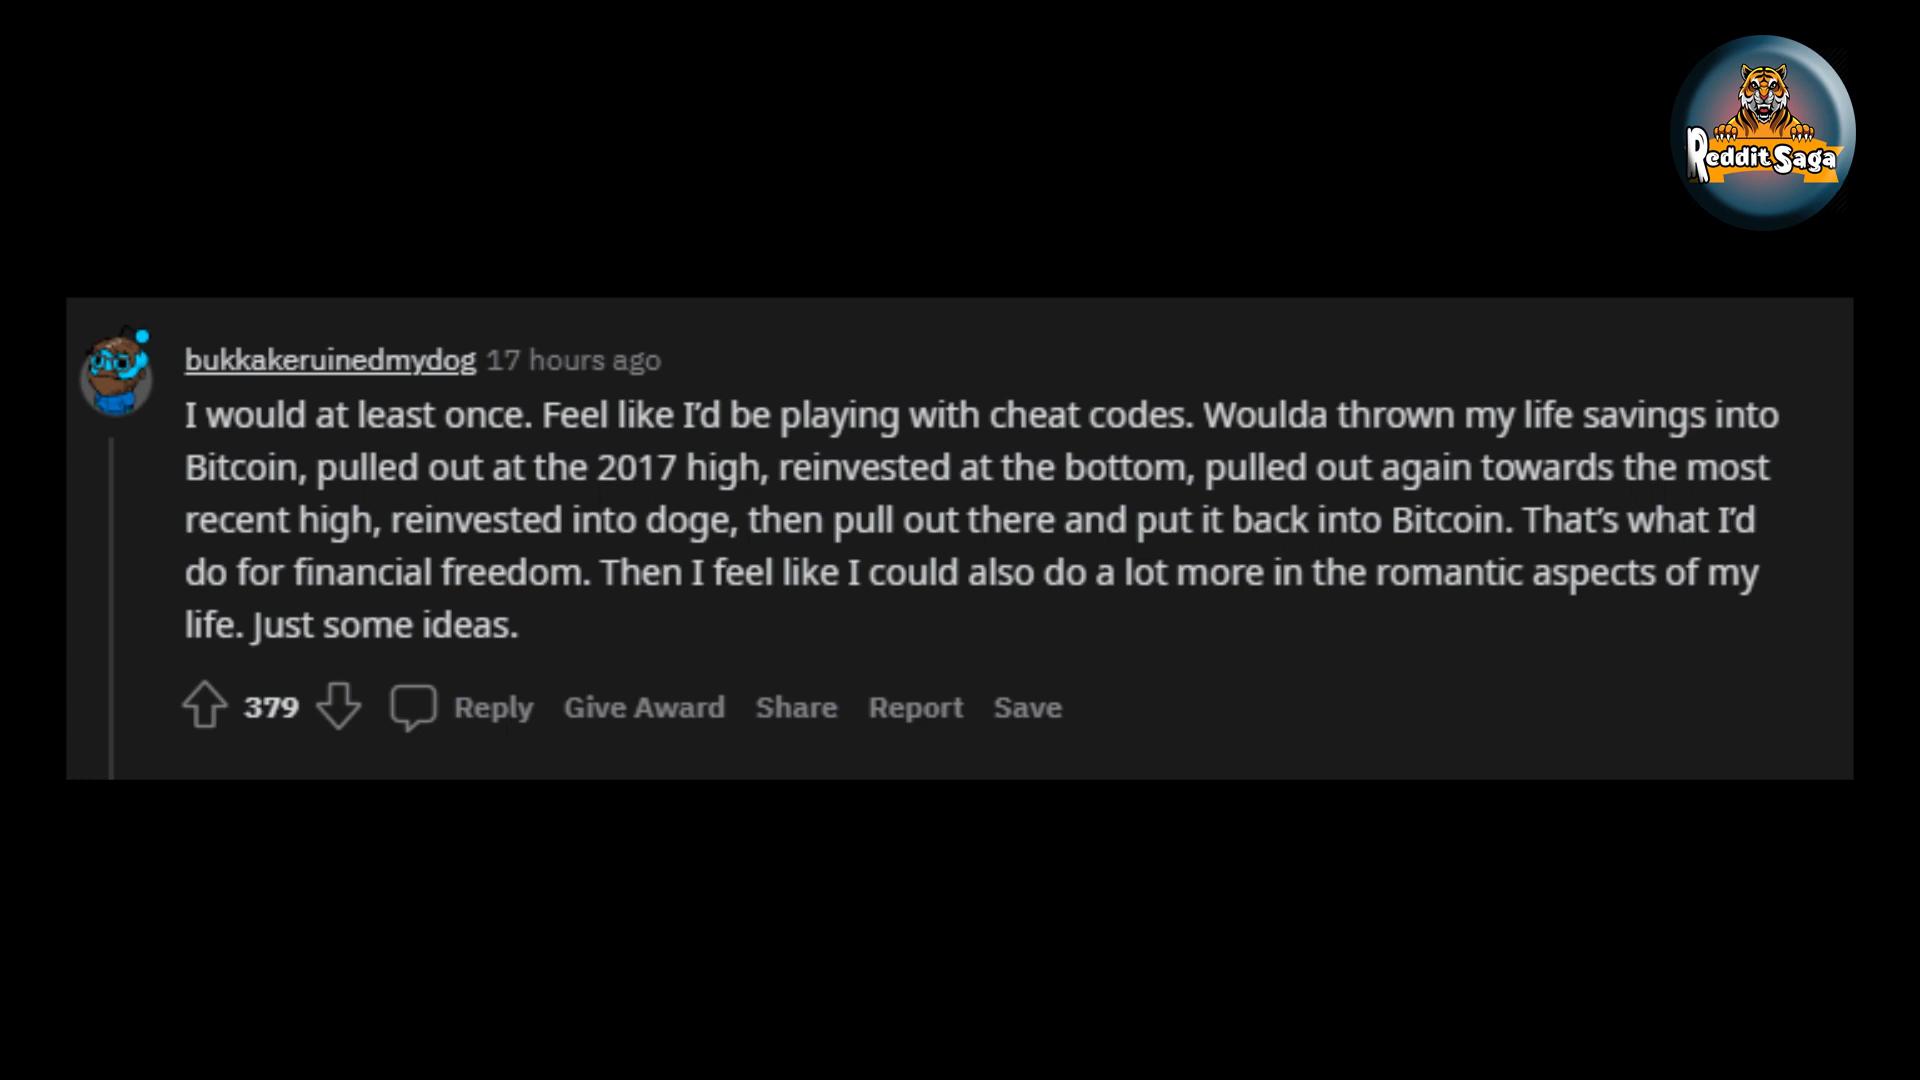 Reddit Saga
bukkakeruinedmydog 17 hours ago
I would at least once. Feel like I'd be playing with cheat codes. Woulda thrown my life savings into
Bitcoin, pulled out at the 2017 high, reinvested at the bottom, pulled out again towards the most
recent high, reinvested into doge, then pull out there and put it back into Bitcoin. That's what I'd
do for financial freedom. Then I feel like I could also do a lot more in the romantic aspects of my
life. Just some ideas.
379 Reply Give Award Share Report Save